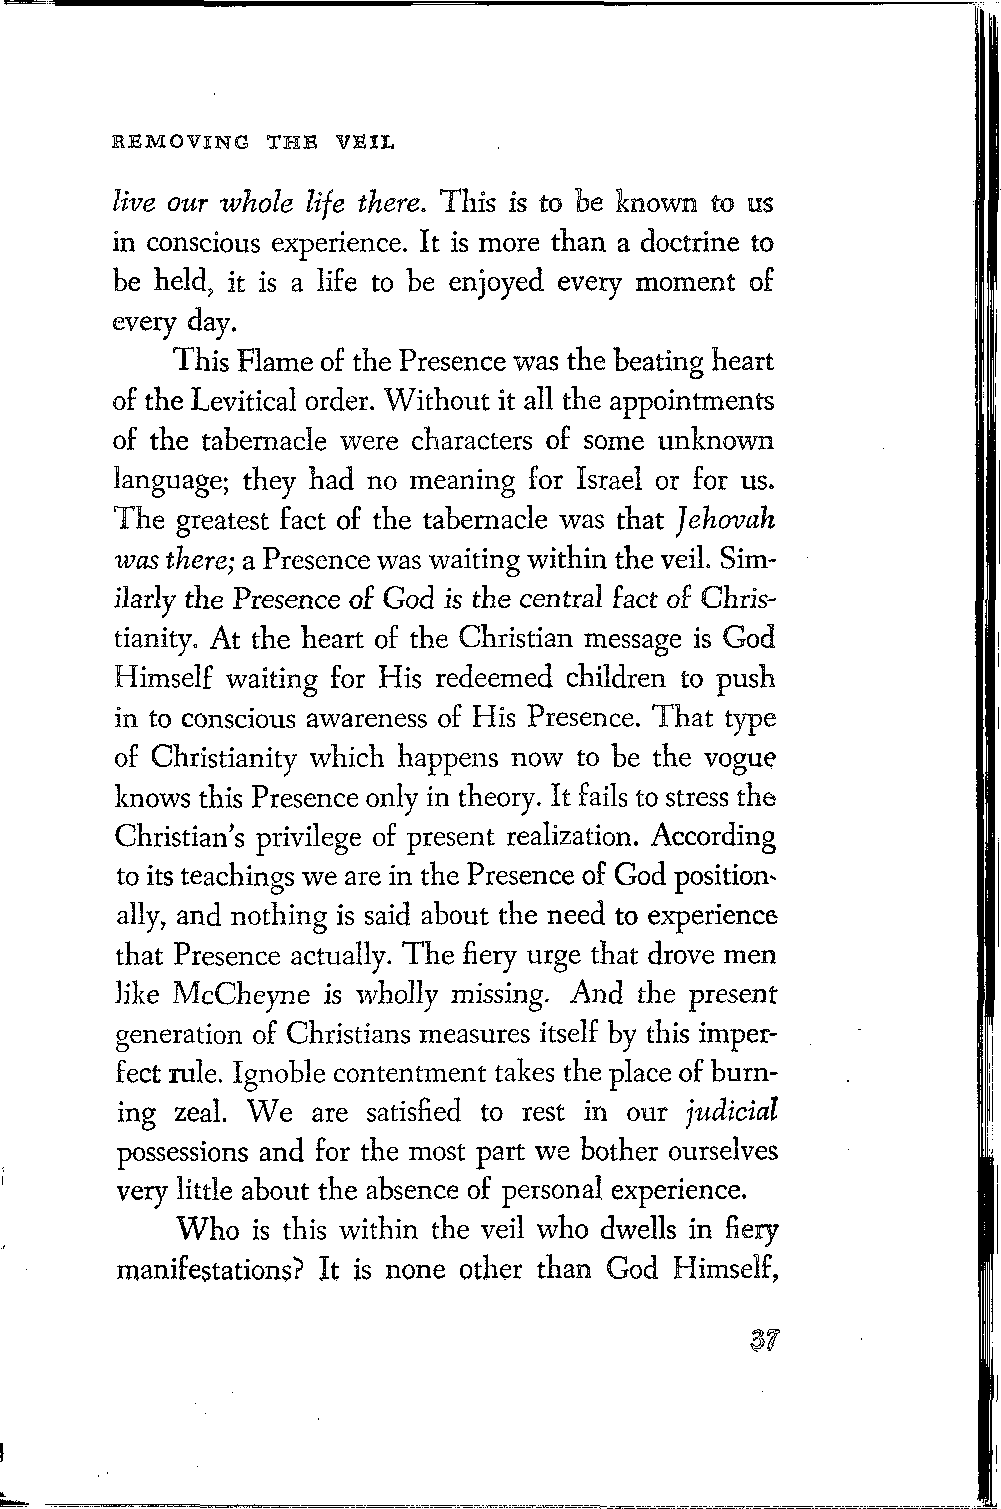 REMOVING THE VEIL
live our whole life there. This is to be known to us
in conscious experience. It is more than a doctrine to
be held, it is a life to be enjoyed every moment of
every day.
This Flame of the Presence was the beating heart
of the Levitical order. Without it all the appointments
of the tabernacle were characters of some unknown
language; they had no meaning for Israel or for us.
The greatest fact of the tabernacle was that Jehovah
was there; a Presence was waiting within the veil. Sim-
ilarly the Presence of God is the central fact of Chris-
tianity. At the heart of the Christian message is God
Himself waiting for His redeemed children to push
in to conscious awareness of His Presence. That type
of Christianity which happens now to be the vogue
knows this Presence only in theory. It fails to stress the
Christian's privilege of present realization. According
to its teachings we are in the Presence of God position-
ally, and nothing is said about the need to experience
that Presence actually. The fiery urge that drove men
like McCheyne is wholly missing. And the present
generation of Christians measures itself by this imper-
fect rule. Ignoble contentment takes the place of burn-
ing zeal. We are satisfied to rest in our judicial
possessions and for the most part we bother ourselves
very little about the absence of personal experience.
Who is this within the veil who dwells in fiery
manifestations? It is none other than God Himself,
37